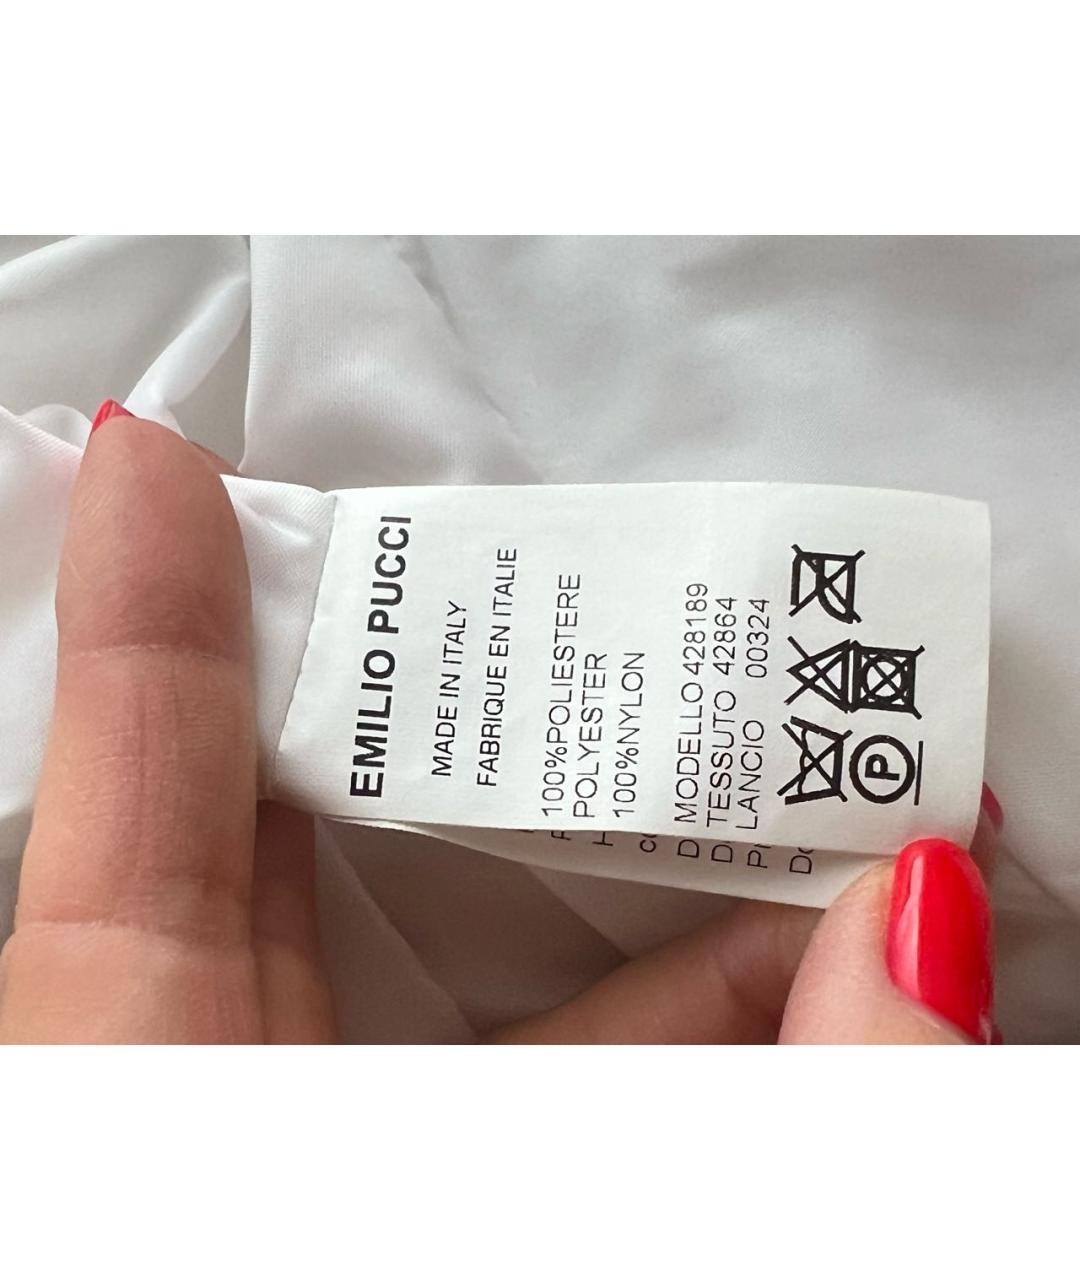 EMILIO PUCCI
MADE IN ITALY
FABRIQUE EN ITALIE
100%POLIESTERE
POLYESTER
100%NYLON
MODELLO 428189
TESSUTO 42864
LANCIO 00324
P